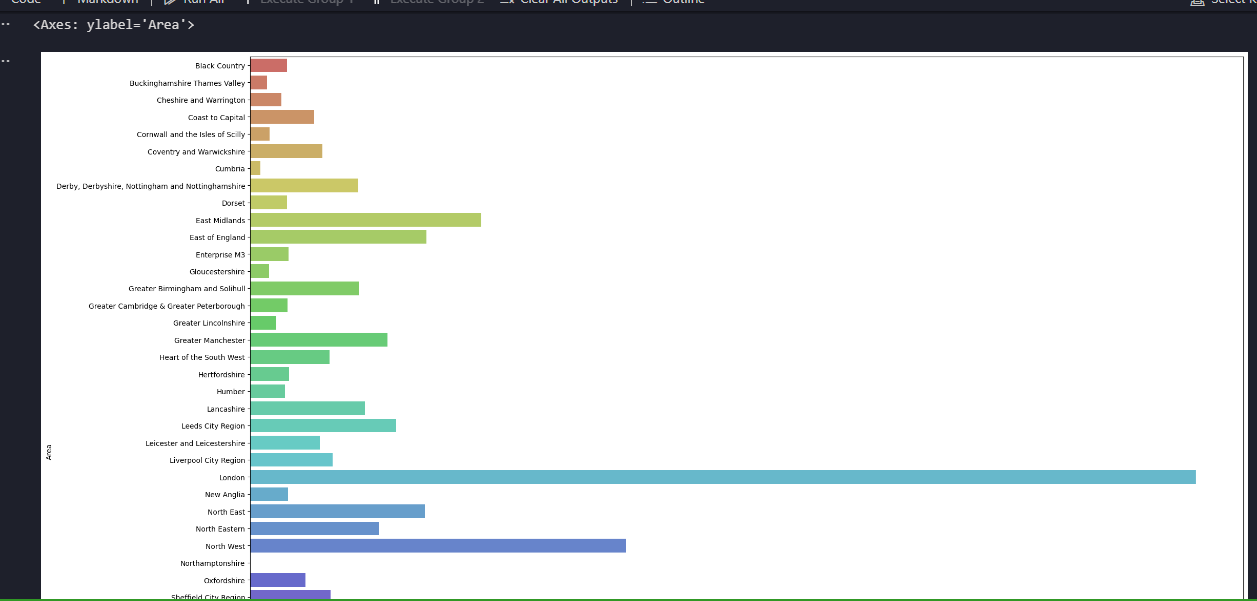 Code
Markdown
Run All
Execute Group 1
Execute Group 2
Clear All Outputs
Outline
<Axes: ylabel='Area'>
Black Country
Buckinghamshire Thames Valley
Cheshire and Warrington
Coast to Capital
Cornwall and the Isles of Scilly
Coventry and Warwickshire
Cumbria
Derby, Derbyshire, Nottingham and Nottinghamshire
Dorset
East Midlands
East of England
Enterprise M3
Gloucestershire
Greater Birmingham and Solihull
Greater Cambridge & Greater Peterborough
Greater Lincolnshire
Greater Manchester
Heart of the South West
Hertfordshire
Humber
Lancashire
Leeds City Region
Leicester and Leicestershire
Liverpool City Region
London
New Anglia
North East
North Eastern
North West
Northamptonshire
Oxfordshire
Sheffield City Region
Area